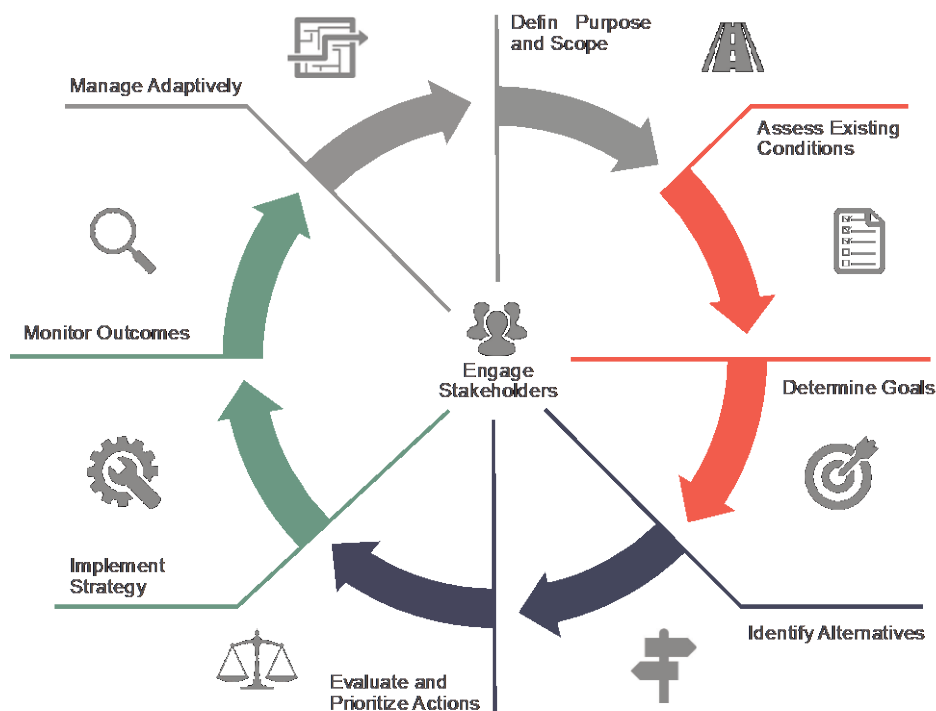 Defin Purpose
and Scope
Assess Existing
Conditions
Determine Goals
Identify Alternatives
Evaluate and
Prioritize Actions
Implement
Strategy
Monitor Outcomes
Manage Adaptively
Engage
Stakeholders